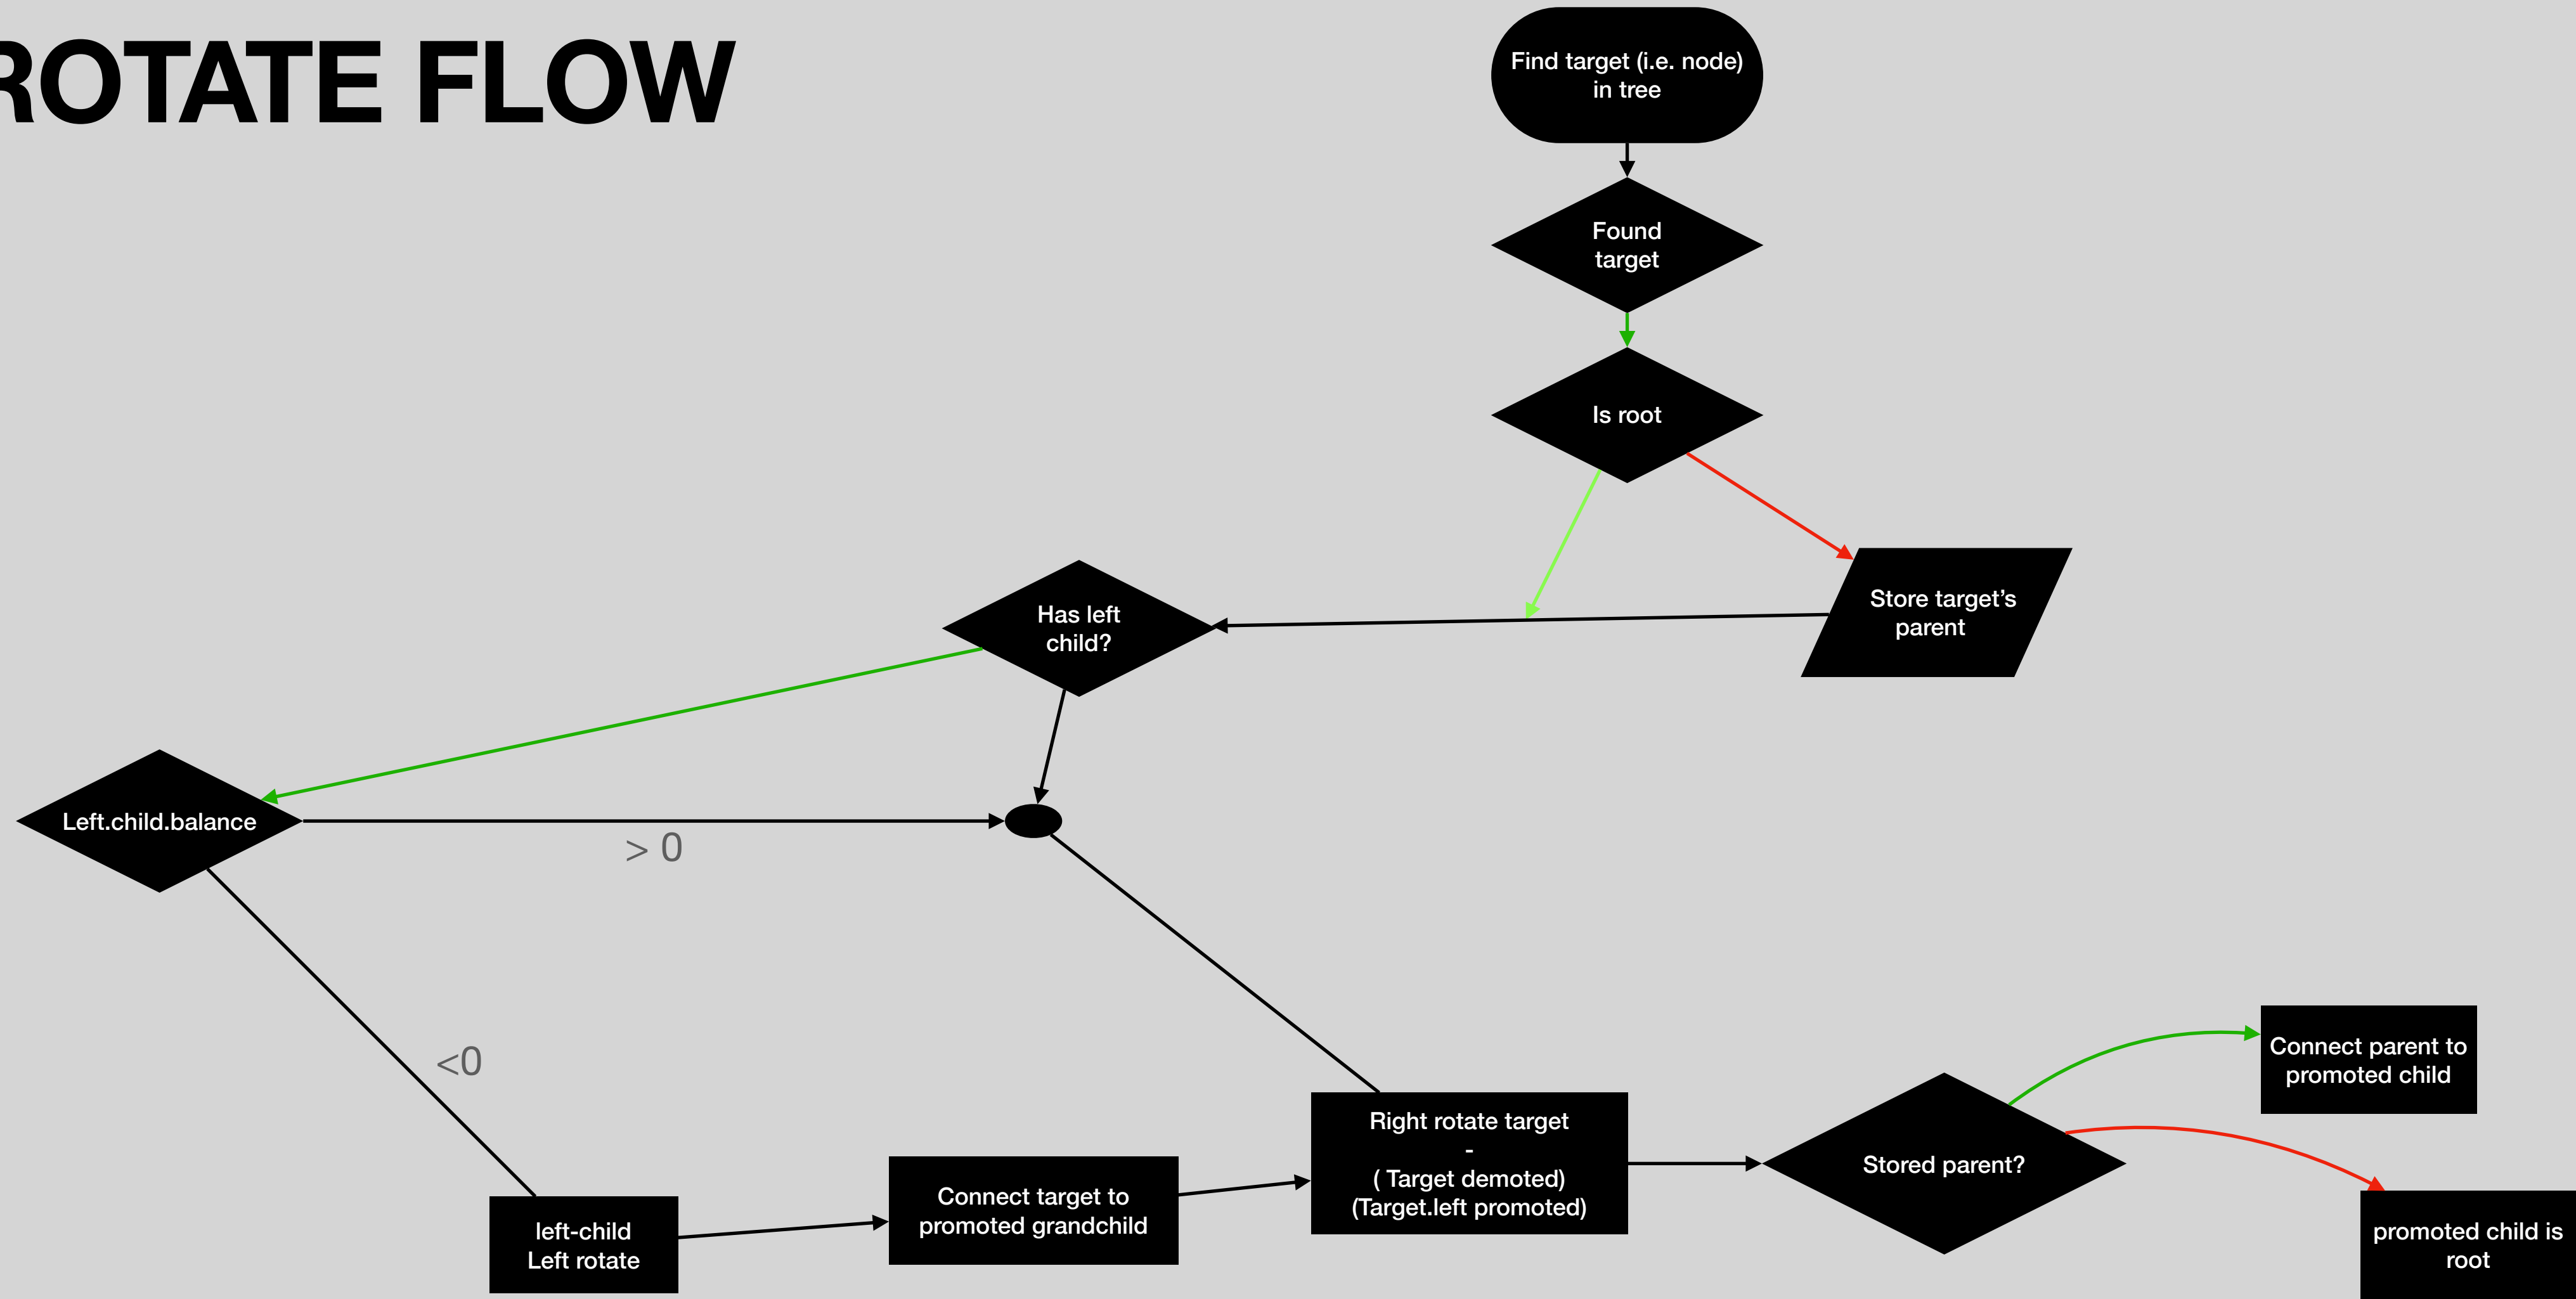 ROTATE FLOW
Find target (i.e. node)
in tree
Found
target
Is root
Store target’s
parent
Has left
child?
Left.child.balance
> 0
<0
left-child
Left rotate
Connect target to
promoted grandchild
Right rotate target
-
( Target demoted)
(Target.left promoted)
Stored parent?
Connect parent to
promoted child
promoted child is
root